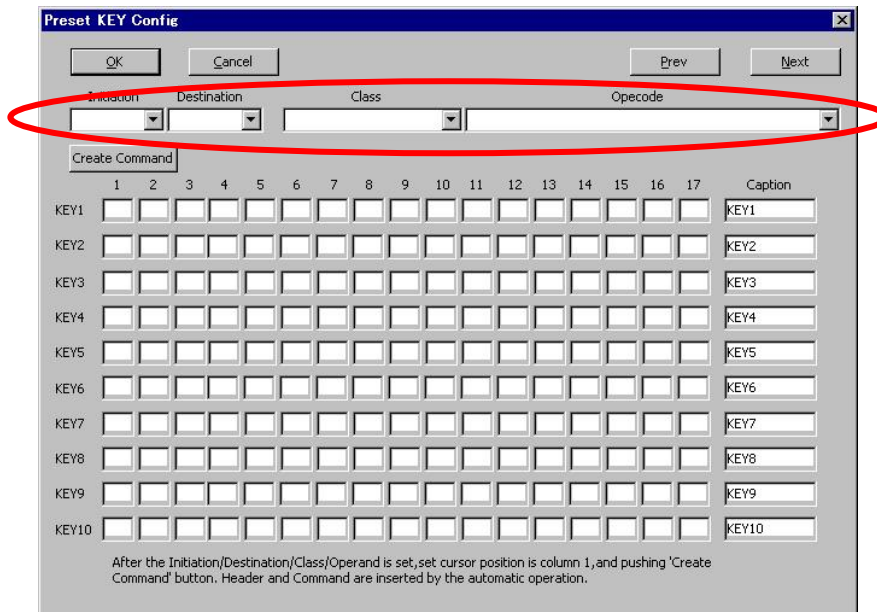 Preset KEY Config
OK Cancel Prev Next
Initiation Destination Class Opecode
Create Command
1 2 3 4 5 6 7 8 9 10 11 12 13 14 15 16 17 Caption
KEY1 KEY1
KEY2 KEY2
KEY3 KEY3
KEY4 KEY4
KEY5 KEY5
KEY6 KEY6
KEY7 KEY7
KEY8 KEY8
KEY9 KEY9
KEY10 KEY10
After the Initiation/Destination/Class/Operand is set,set cursor position is column 1,and pushing 'Create
Command' button. Header and Command are inserted by the automatic operation.